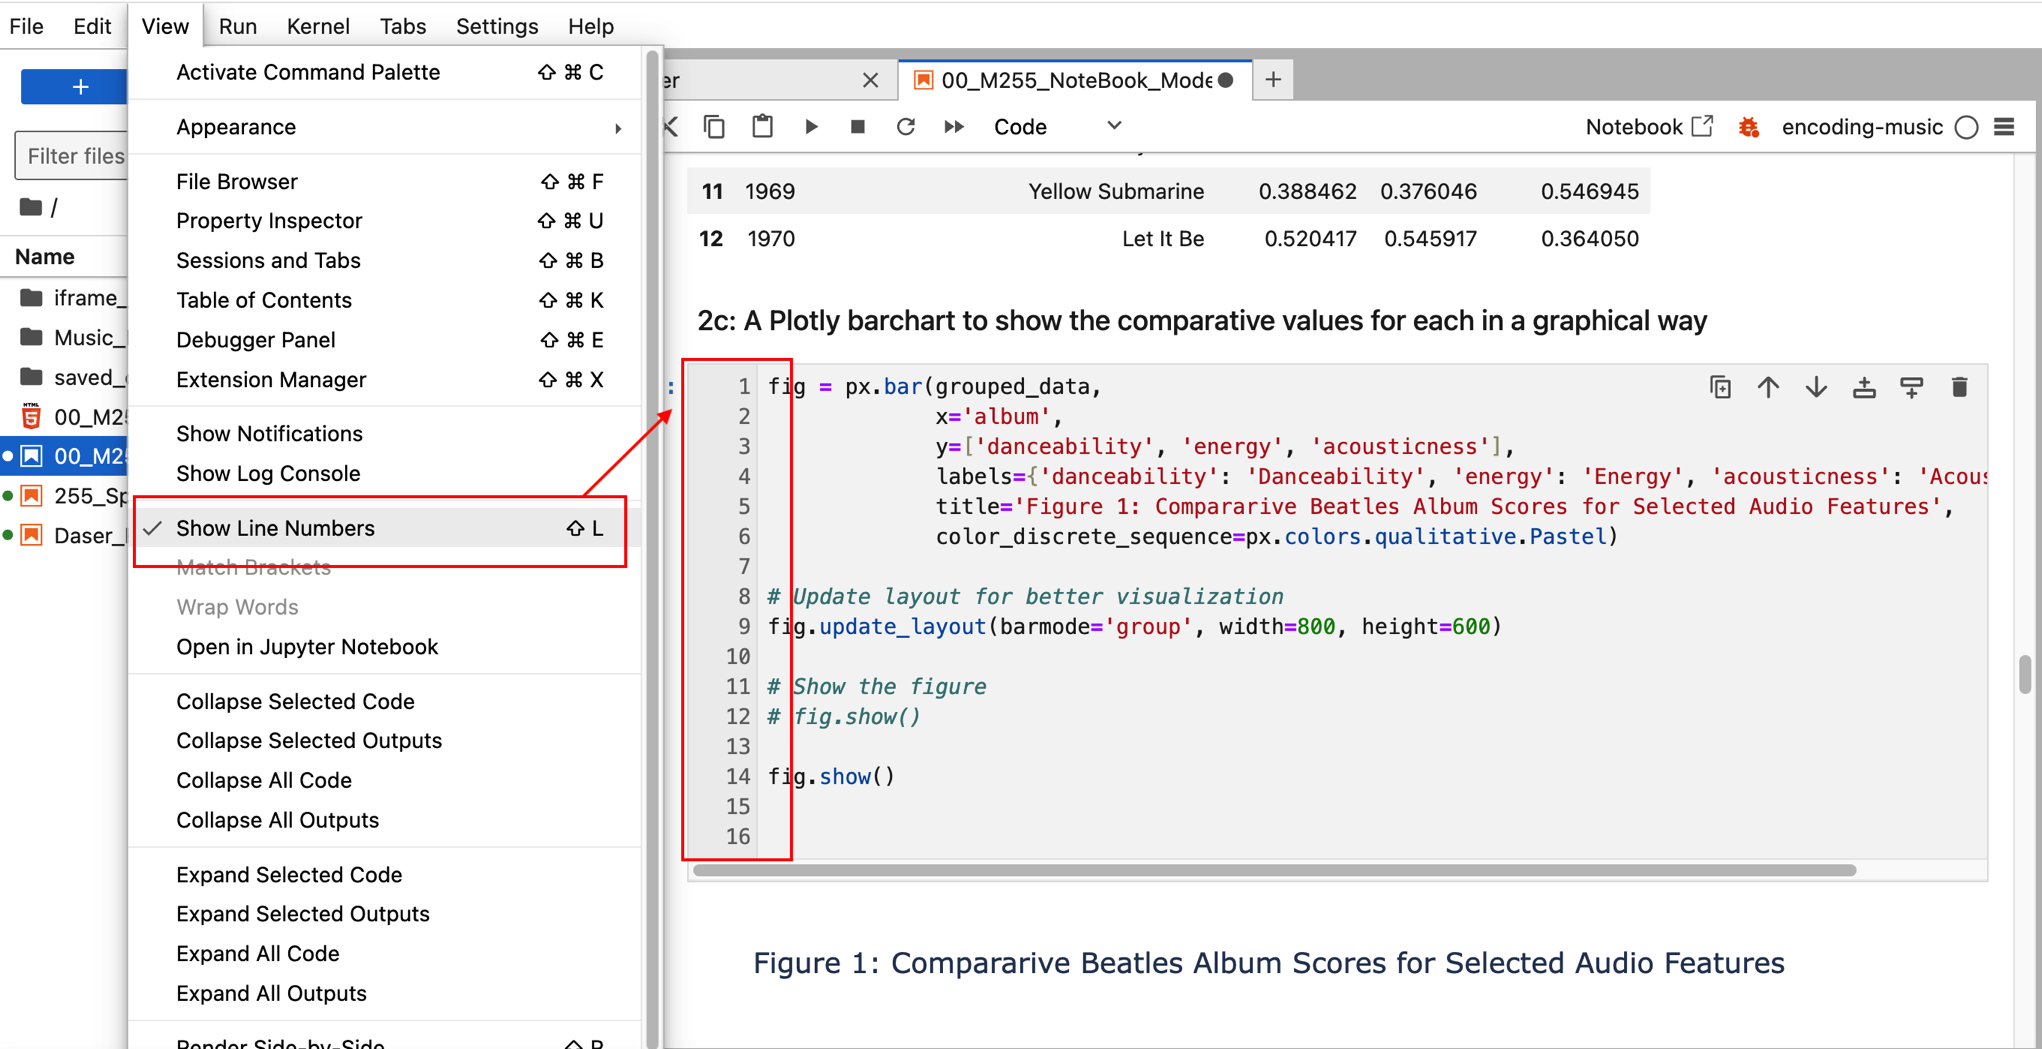 File Edit View Run Kernel Tabs Settings Help
+
Filter files
/
Name
iframe_
Music_
saved_
00_M25
00_M25
255_Sp
Daser_
Activate Command Palette ⇧ ⌘ C
Appearance
File Browser ⇧ ⌘ F
Property Inspector ⇧ ⌘ U
Sessions and Tabs ⇧ ⌘ B
Table of Contents ⇧ ⌘ K
Debugger Panel ⇧ ⌘ E
Extension Manager ⇧ ⌘ X
Show Notifications
Show Log Console
✓ Show Line Numbers ⇧ L
Match Brackets
Wrap Words
Open in Jupyter Notebook
Collapse Selected Code
Collapse Selected Outputs
Collapse All Code
Collapse All Outputs
Expand Selected Code
Expand Selected Outputs
Expand All Code
Expand All Outputs
Render Side-by-Side ⇧ R
er
00_M255_NoteBook_Mode
+
Code
Notebook encoding-music
11 1969 Yellow Submarine 0.388462 0.376046 0.546945
12 1970 Let It Be 0.520417 0.545917 0.364050
2c: A Plotly barchart to show the comparative values for each in a graphical way
:
1 fig = px.bar(grouped_data,
2 x='album',
3 y=['danceability', 'energy', 'acousticness'],
4 labels={'danceability': 'Danceability', 'energy': 'Energy', 'acousticness': 'Acous
5 title='Figure 1: Compararive Beatles Album Scores for Selected Audio Features',
6 color_discrete_sequence=px.colors.qualitative.Pastel)
7
8 # Update layout for better visualization
9 fig.update_layout(barmode='group', width=800, height=600)
10
11 # Show the figure
12 # fig.show()
13
14 fig.show()
15
16
Figure 1: Compararive Beatles Album Scores for Selected Audio Features